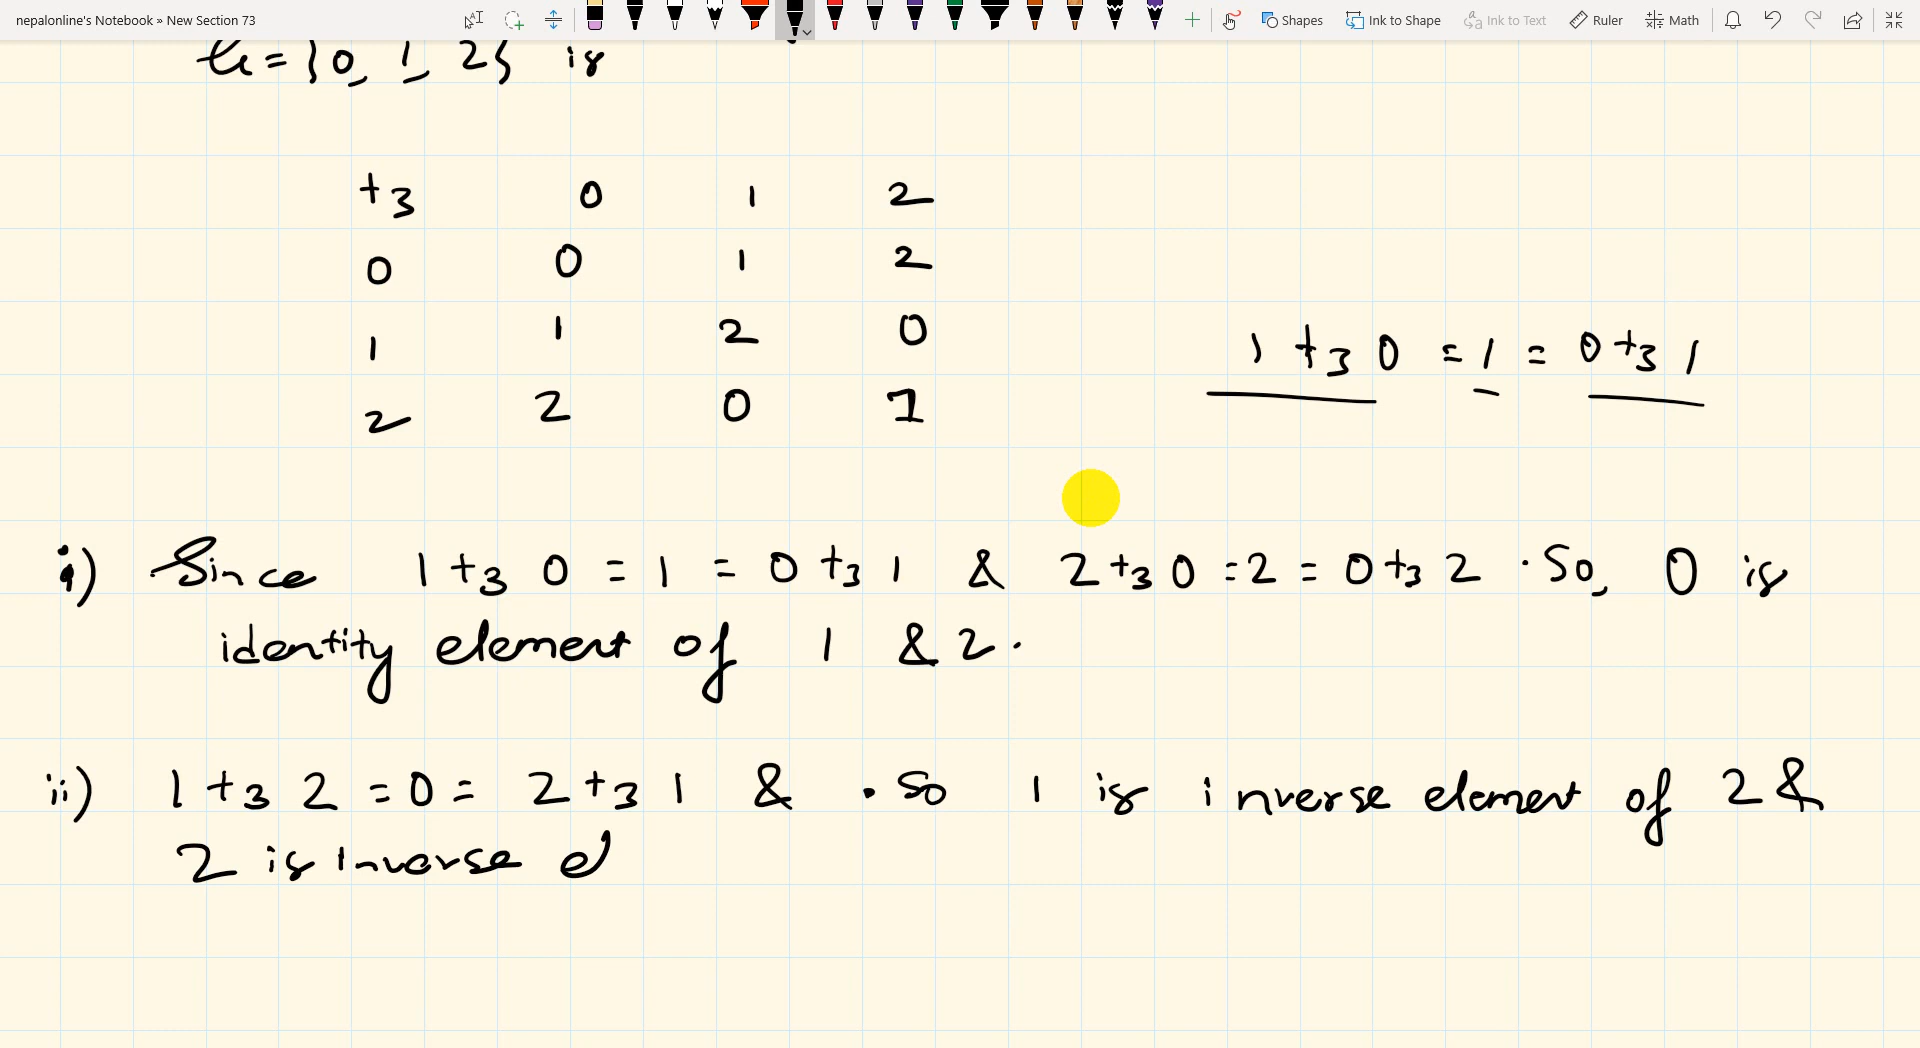 nepalonline's Notebook » New Section 73
Shapes Ink to Shape Ink to Text Ruler Math
= {0, 1, 2} is
+3 0 1 2
0 0 1 2
1 1 2 0
2 2 0 1
1 +3 0 = 1 = 0 +3 1
i) Since 1 +3 0 = 1 = 0 +3 1 & 2 +3 0 = 2 = 0 +3 2 . So, 0 is
identity element of 1 & 2.
ii) 1 +3 2 = 0 = 2 +3 1 & . So 1 is inverse element of 2 &
2 is inverse el